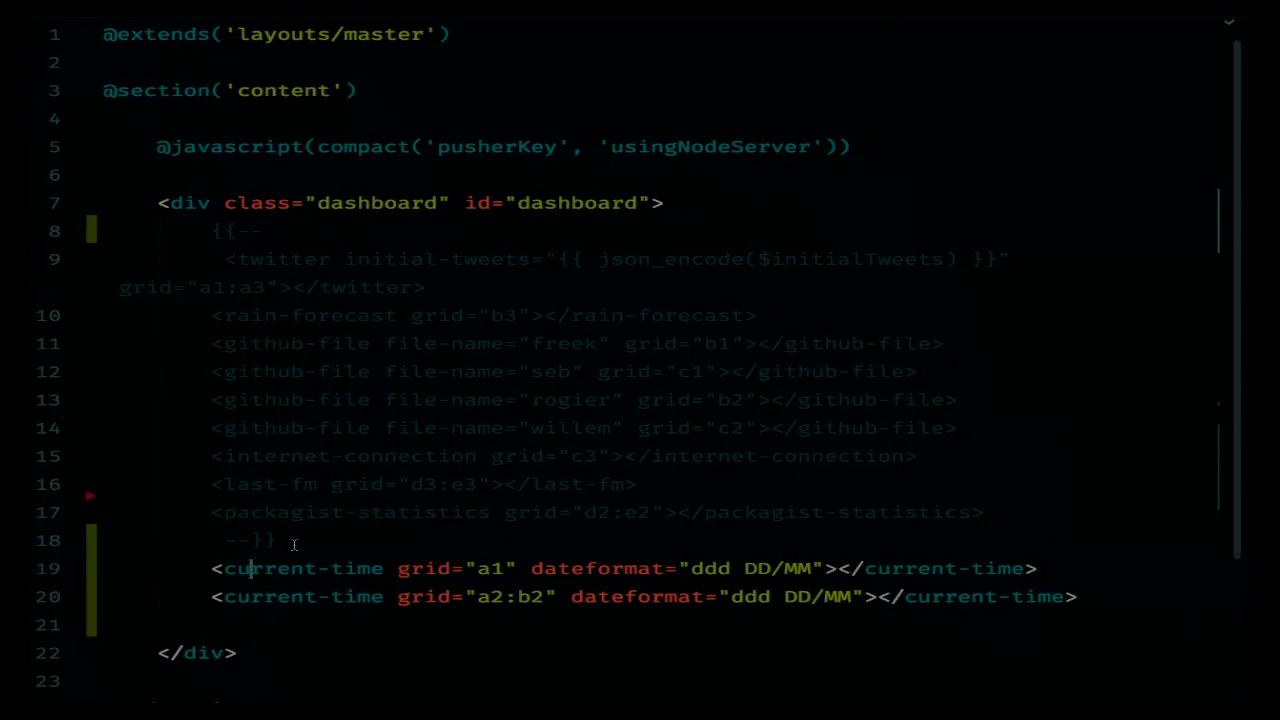 1 @extends('layouts/master')
2
3 @section('content')
4
5 @javascript(compact('pusherKey', 'usingNodeServer'))
6
7 <div class="dashboard" id="dashboard">
8 {{--
9 <twitter initial-tweets="{{ json_encode($initialTweets) }}"
grid="a1:a3"></twitter>
10 <rain-forecast grid="b3"></rain-forecast>
11 <github-file file-name="freek" grid="b1"></github-file>
12 <github-file file-name="seb" grid="c1"></github-file>
13 <github-file file-name="rogier" grid="b2"></github-file>
14 <github-file file-name="willem" grid="c2"></github-file>
15 <internet-connection grid="c3"></internet-connection>
16 <last-fm grid="d3:e3"></last-fm>
17 <packagist-statistics grid="d2:e2"></packagist-statistics>
18 --}}
19 <current-time grid="a1" dateformat="ddd DD/MM"></current-time>
20 <current-time grid="a2:b2" dateformat="ddd DD/MM"></current-time>
21
22 </div>
23